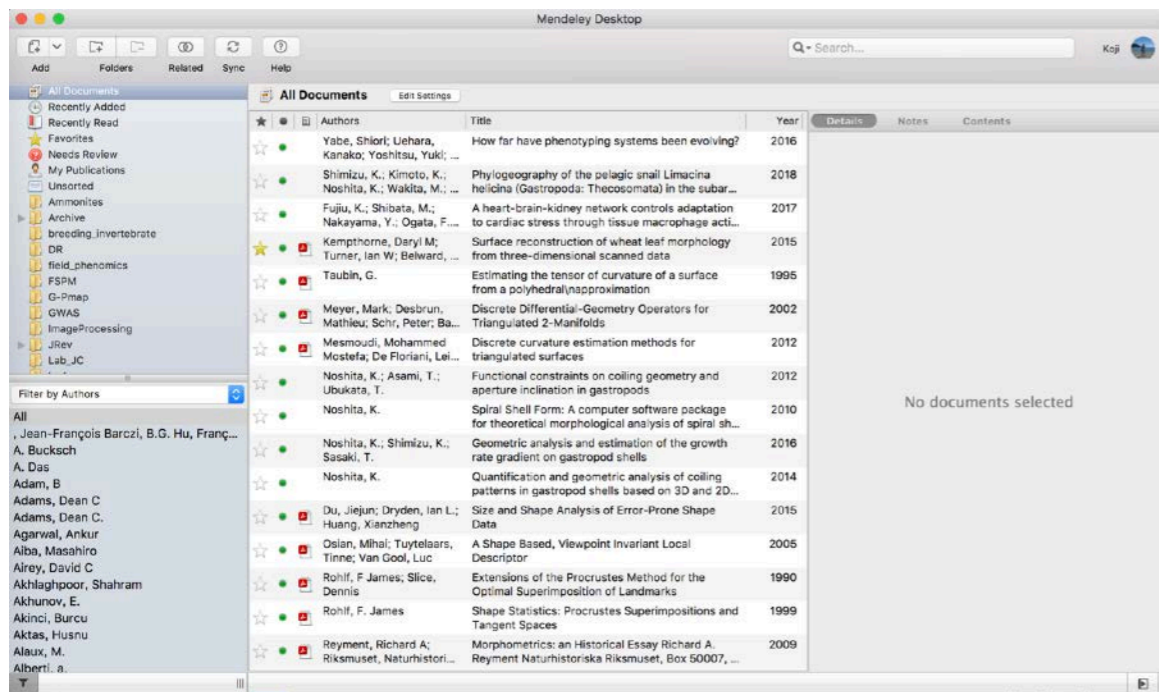 Mendeley Desktop
Search...
Koji
Add Folders Related Sync Help
All Documents
Recently Added
Recently Read
Favorites
Needs Review
My Publications
Unsorted
Ammonites
Archive
breeding_invertebrate
DR
field_phenomics
FSPM
G-Pmap
GWAS
ImageProcessing
JRev
Lab_JC
Filter by Authors
All
, Jean-François Barczi, B.G. Hu, Franç...
A. Bucksch
A. Das
Adam, B
Adams, Dean C
Adams, Dean C.
Agarwal, Ankur
Aiba, Masahiro
Airey, David C
Akhlaghpoor, Shahram
Akhunov, E.
Akinci, Burcu
Aktas, Husnu
Alaux, M.
Alberti, a.
All Documents Edit Settings
Authors Title Year
Yabe, Shiori; Uehara, How far have phenotyping systems been evolving? 2016
Kanako; Yoshitsu, Yuki; ...
Shimizu, K.; Kimoto, K.; Phylogeography of the pelagic snail Limacina 2018
Noshita, K.; Wakita, M.; ... helicina (Gastropoda: Thecosomata) in the subar...
Fujiu, K.; Shibata, M.; A heart-brain-kidney network controls adaptation 2017
Nakayama, Y.; Ogata, F.... to cardiac stress through tissue macrophage acti...
Kempthorne, Daryl M; Surface reconstruction of wheat leaf morphology 2015
Turner, Ian W; Belward, ... from three-dimensional scanned data
Taubin, G. Estimating the tensor of curvature of a surface 1995
from a polyhedral\napproximation
Meyer, Mark; Desbrun, Discrete Differential-Geometry Operators for 2002
Mathieu; Schr, Peter; Ba... Triangulated 2-Manifolds
Mesmoudi, Mohammed Discrete curvature estimation methods for 2012
Mostefa; De Floriani, Lei... triangulated surfaces
Noshita, K.; Asami, T.; Functional constraints on coiling geometry and 2012
Ubukata, T. aperture inclination in gastropods
Noshita, K. Spiral Shell Form: A computer software package 2010
for theoretical morphological analysis of spiral sh...
Noshita, K.; Shimizu, K.; Geometric analysis and estimation of the growth 2016
Sasaki, T. rate gradient on gastropod shells
Noshita, K. Quantification and geometric analysis of coiling 2014
patterns in gastropod shells based on 3D and 2D...
Du, Jiejun; Dryden, Ian L.; Size and Shape Analysis of Error-Prone Shape 2015
Huang, Xianzheng Data
Osian, Mihai; Tuytelaars, A Shape Based, Viewpoint Invariant Local 2005
Tinne; Van Gool, Luc Descriptor
Rohlf, F James; Slice, Extensions of the Procrustes Method for the 1990
Dennis Optimal Superimposition of Landmarks
Rohlf, F. James Shape Statistics: Procrustes Superimpositions and 1999
Tangent Spaces
Reyment, Richard A; Morphometrics: an Historical Essay Richard A. 2009
Riksmuset, Naturhistori... Reyment Naturhistoriska Riksmuset, Box 50007, ...
Details Notes Contents
No documents selected